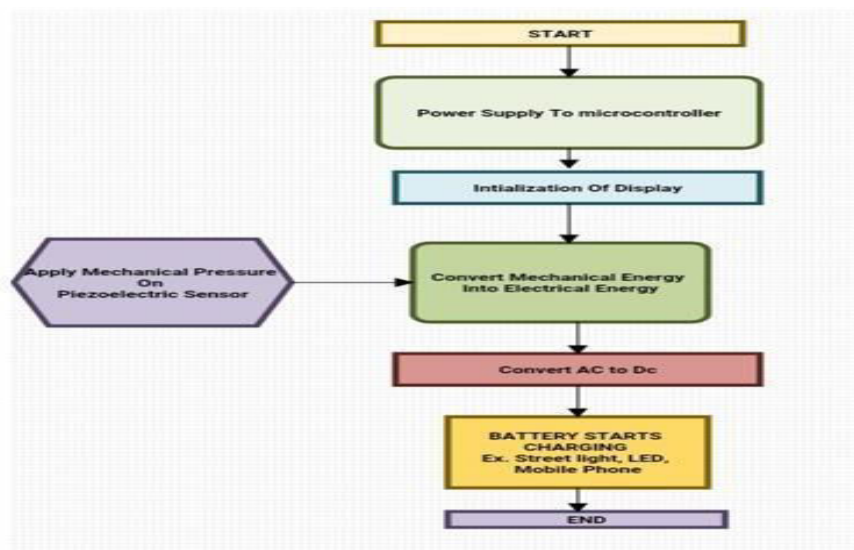 START
Power Supply To microcontroller
Intialization Of Display
Apply Mechanical Pressure
On
Piezoelectric Sensor
Convert Mechanical Energy
Into Electrical Energy
Convert AC to Dc
BATTERY STARTS
CHARGING
Ex. Street light, LED,
Mobile Phone
END